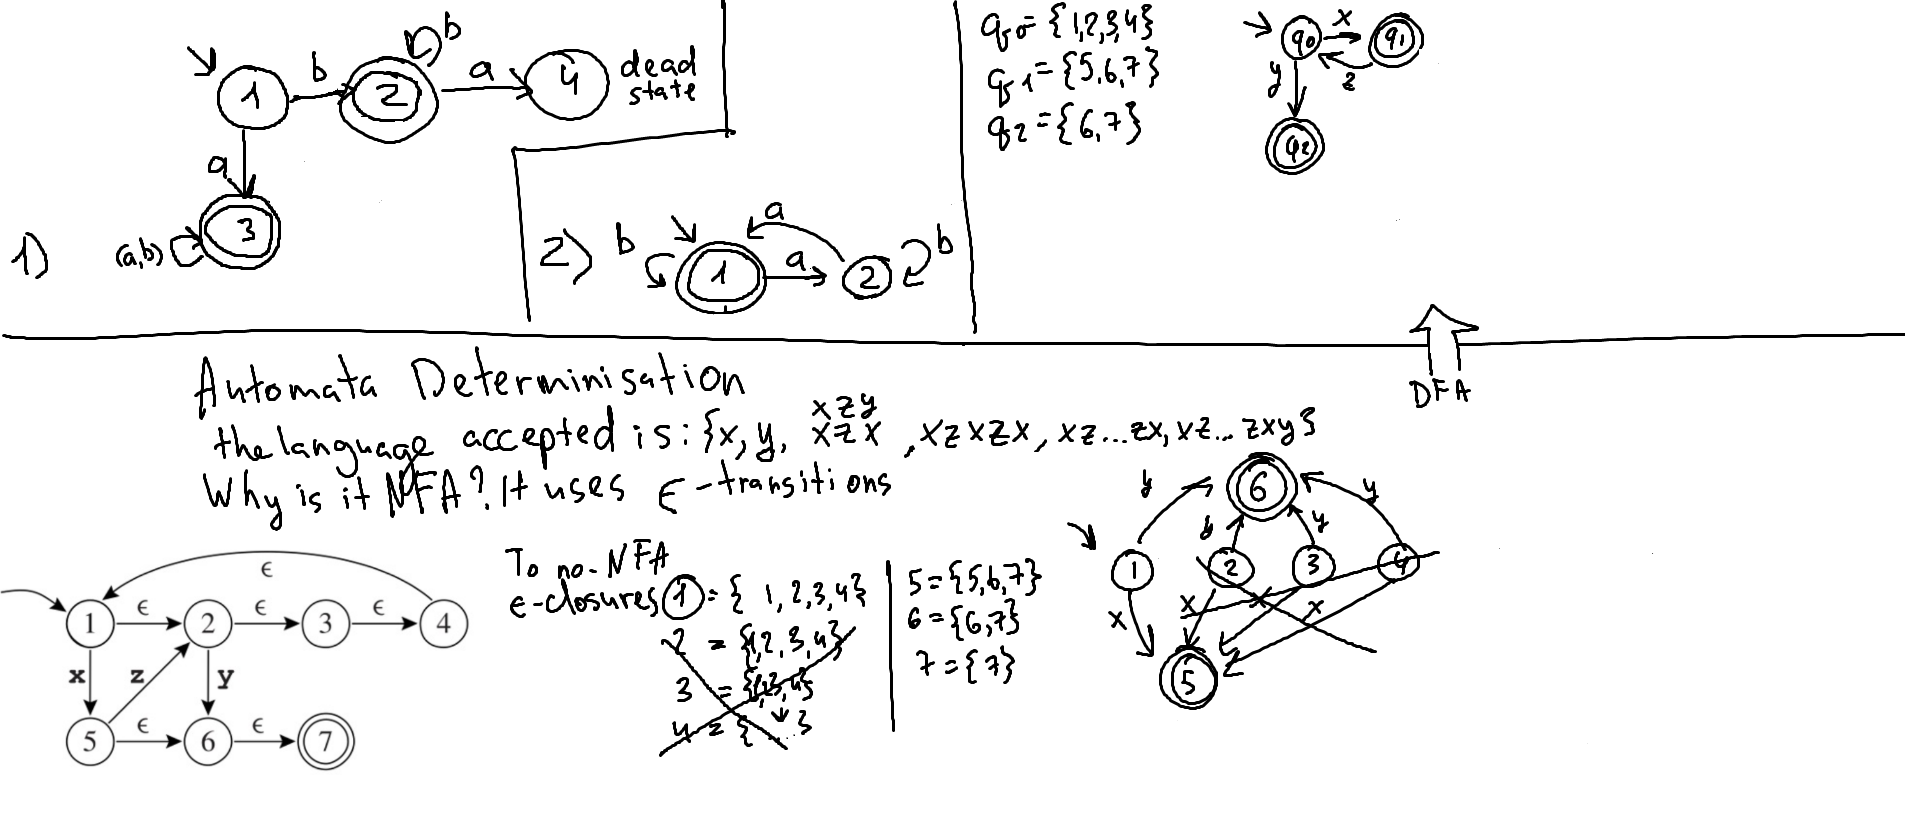 1)
1
b
2
b
a
4
dead
state
a
3
(a,b)
2)
b
1
a
a
2
b
q0 = {1,2,3,4}
q1 = {5,6,7}
q2 = {6,7}
q0
x
q1
z
y
q2
DFA
Automata Determinisation
the language accepted is: {x, y, xzy
xzx, xzxzx, xz...zx, xz... zxy}
Why is it NFA? It uses ϵ-transitions
ϵ
1 ϵ 2 ϵ 3 ϵ 4
x z y
5 ϵ 6 ϵ 7
To no-NFA
ϵ-closures 1 = { 1,2,3,4}
2 = {1,2,3,4}
3 = {1,2,3,4}
4 = { ... }
5 = {5,6,7}
6 = {6,7}
7 = {7}
6
y y y y
1 2 3 4
x x x x
5